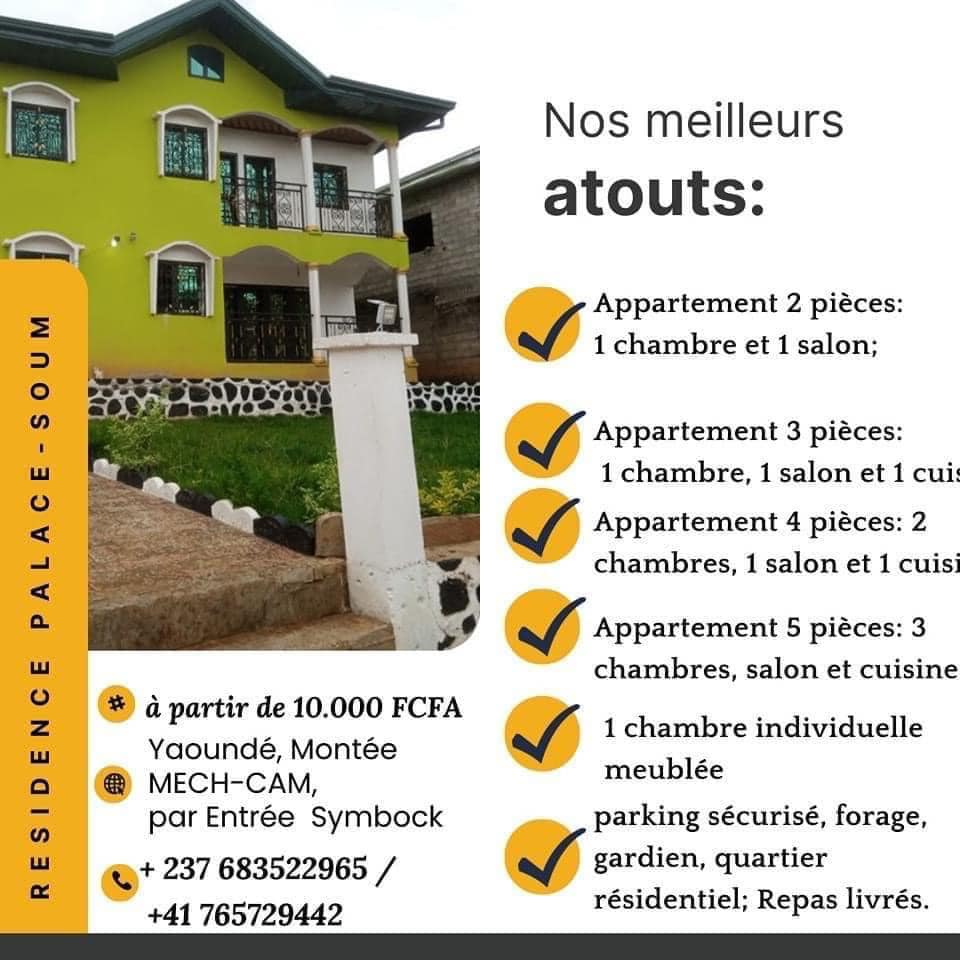 RESIDENCE PALACE-SOUM
à partir de 10.000 FCFA
Yaoundé, Montée
MECH-CAM,
par Entrée Symbock
+ 237 683522965 /
+41 765729442
Nos meilleurs
atouts:
Appartement 2 pièces:
1 chambre et 1 salon;
Appartement 3 pièces:
1 chambre, 1 salon et 1 cuis
Appartement 4 pièces: 2
chambres, 1 salon et 1 cuisi
Appartement 5 pièces: 3
chambres, salon et cuisine
1 chambre individuelle
meublée
parking sécurisé, forage,
gardien, quartier
résidentiel; Repas livrés.